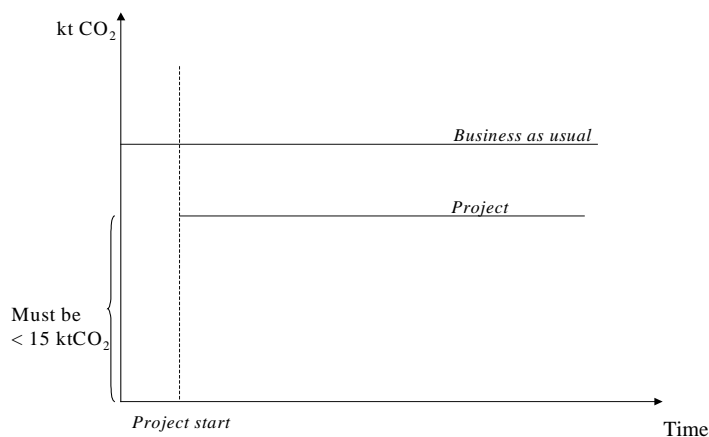 kt CO₂
Business as usual
Project
Must be
< 15 ktCO₂
Project start
Time